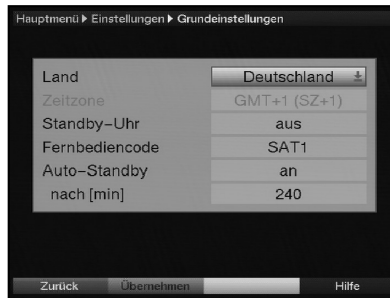 Hauptmenü ▶ Einstellungen ▶ Grundeinstellungen
Land Deutschland
Zeitzone GMT+1 (SZ+1)
Standby-Uhr aus
Fernbediencode SAT1
Auto-Standby an
nach [min] 240
Zurück Übernehmen Hilfe